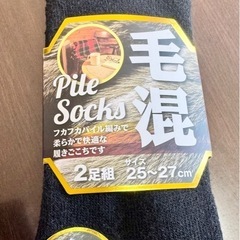 毛混
Pile
Socks
フカフカパイル編みで
柔らかで快適な
履きごこちです
2足組
サイズ
25~27cm